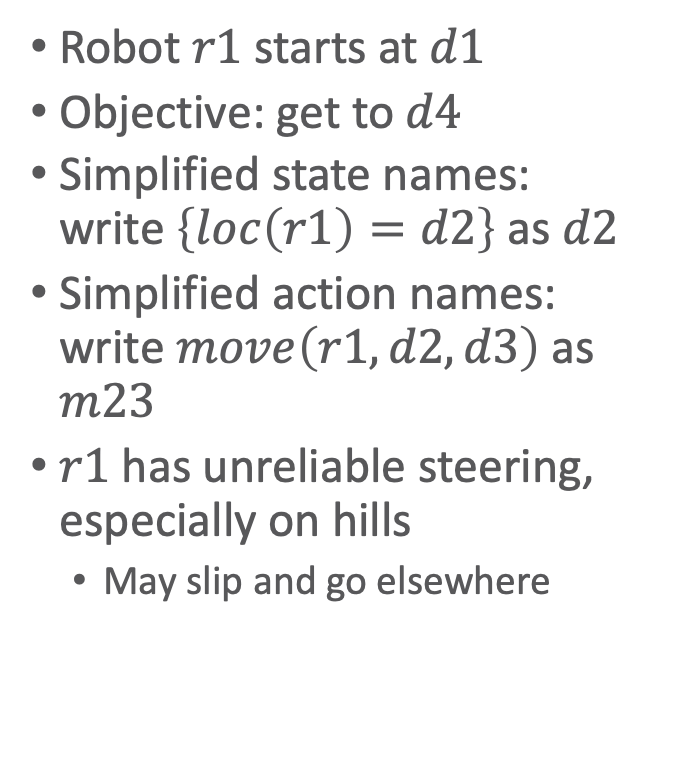 • Robot r1 starts at d1
• Objective: get to d4
• Simplified state names:
write {loc(r1) = d2} as d2
• Simplified action names:
write move(r1, d2, d3) as
m23
• r1 has unreliable steering,
especially on hills
• May slip and go elsewhere